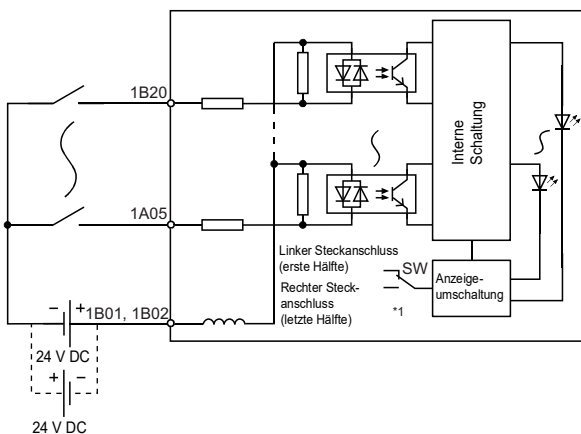 1B20
Interne
Schaltung
1A05
Linker Steckanschluss
(erste Hälfte)
SW
Rechter Steck-
anschluss
(letzte Hälfte)
*1
Anzeige-
umschaltung
− +
1B01, 1B02
24 V DC
+ −
24 V DC